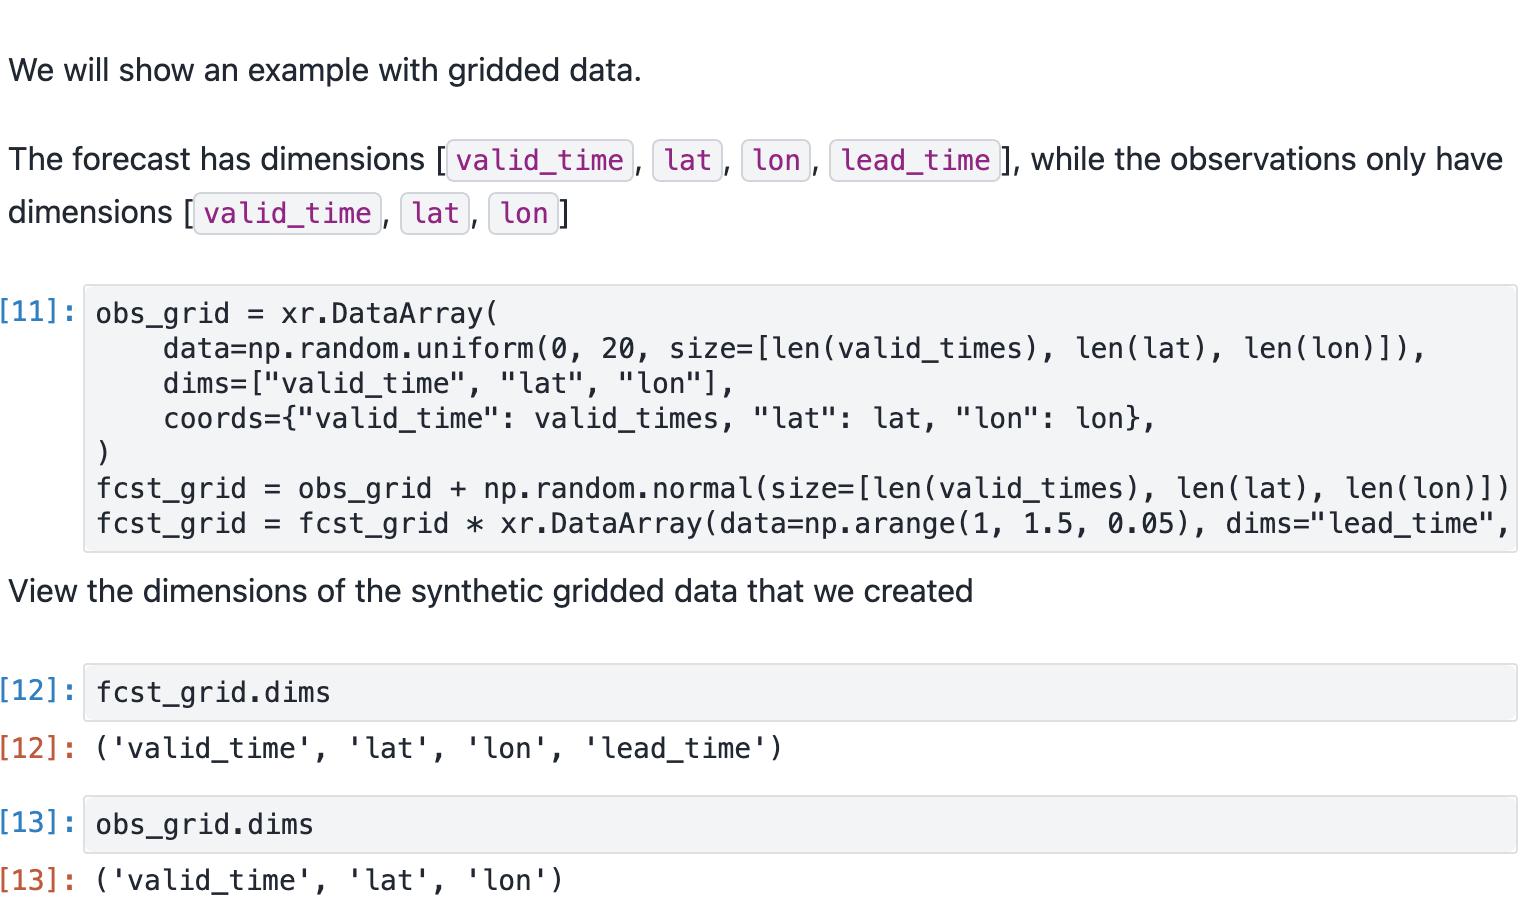 We will show an example with gridded data.
The forecast has dimensions [valid_time, lat, lon, lead_time], while the observations only have
dimensions [valid_time, lat, lon]
[11]: obs_grid = xr.DataArray(
    data=np.random.uniform(0, 20, size=[len(valid_times), len(lat), len(lon)]),
    dims=["valid_time", "lat", "lon"],
    coords={"valid_time": valid_times, "lat": lat, "lon": lon},
)
fcst_grid = obs_grid + np.random.normal(size=[len(valid_times), len(lat), len(lon)])
fcst_grid = fcst_grid * xr.DataArray(data=np.arange(1, 1.5, 0.05), dims="lead_time",
View the dimensions of the synthetic gridded data that we created
[12]: fcst_grid.dims
[12]: ('valid_time', 'lat', 'lon', 'lead_time')
[13]: obs_grid.dims
[13]: ('valid_time', 'lat', 'lon')